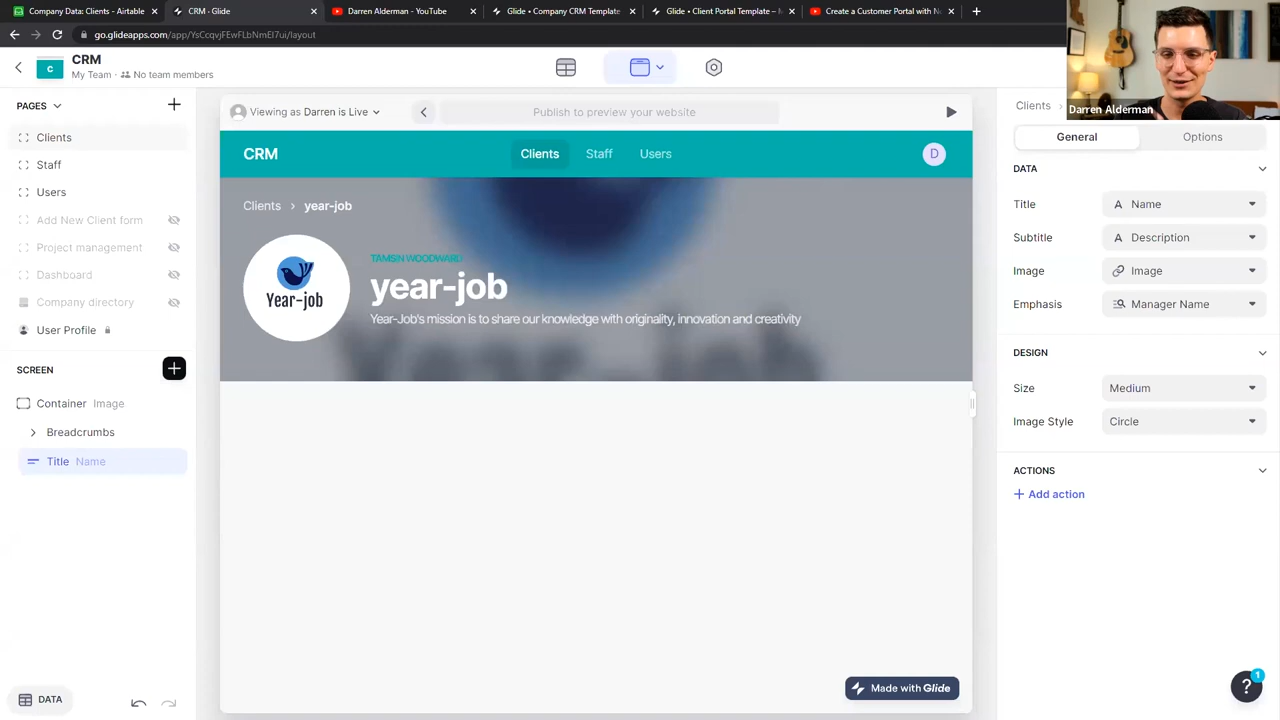 Company Data: Clients - Airtable
CRM - Glide
Darren Alderman - YouTube
Glide • Company CRM Template
Glide • Client Portal Template –
Create a Customer Portal with N
go.glideapps.com/app/YsCcqvjFEwFLbNmEI7ui/layout
C
CRM
My Team • No team members
PAGES
Clients
Staff
Users
Add New Client form
Project management
Dashboard
Company directory
User Profile
SCREEN
Container Image
Breadcrumbs
Title Name
DATA
Viewing as Darren is Live
Publish to preview your website
CRM
Clients
Staff
Users
D
Clients › year-job
Year-job
TAMSIN WOODWARD
year-job
Year-Job's mission is to share our knowledge with originality, innovation and creativity
Made with Glide
Darren Alderman
Clients ›
General
Options
DATA
Title
Name
Subtitle
Description
Image
Image
Emphasis
Manager Name
DESIGN
Size
Medium
Image Style
Circle
ACTIONS
+ Add action
?
1